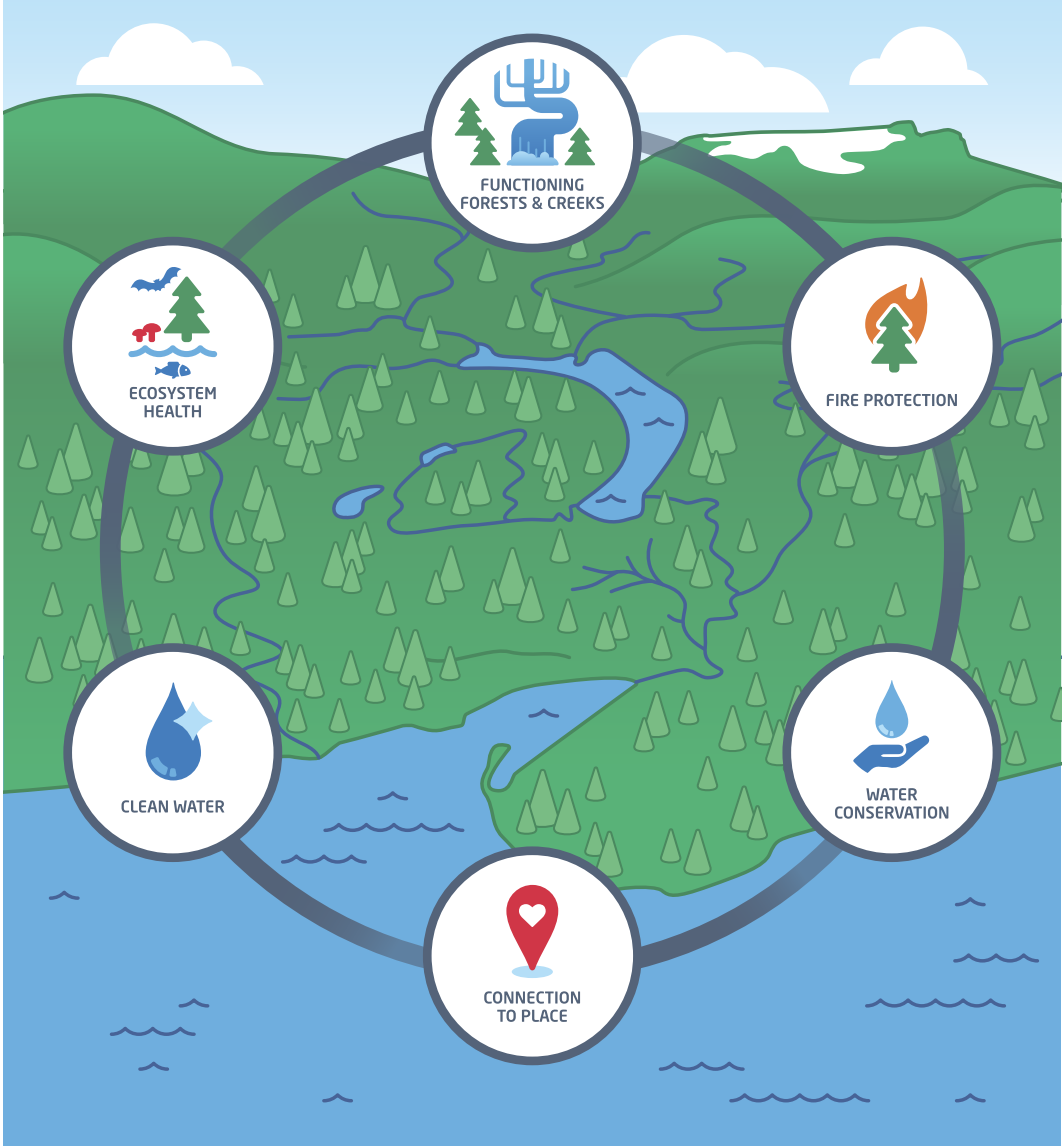 FUNCTIONING
FORESTS & CREEKS
ECOSYSTEM
HEALTH
FIRE PROTECTION
CLEAN WATER
WATER
CONSERVATION
CONNECTION
TO PLACE